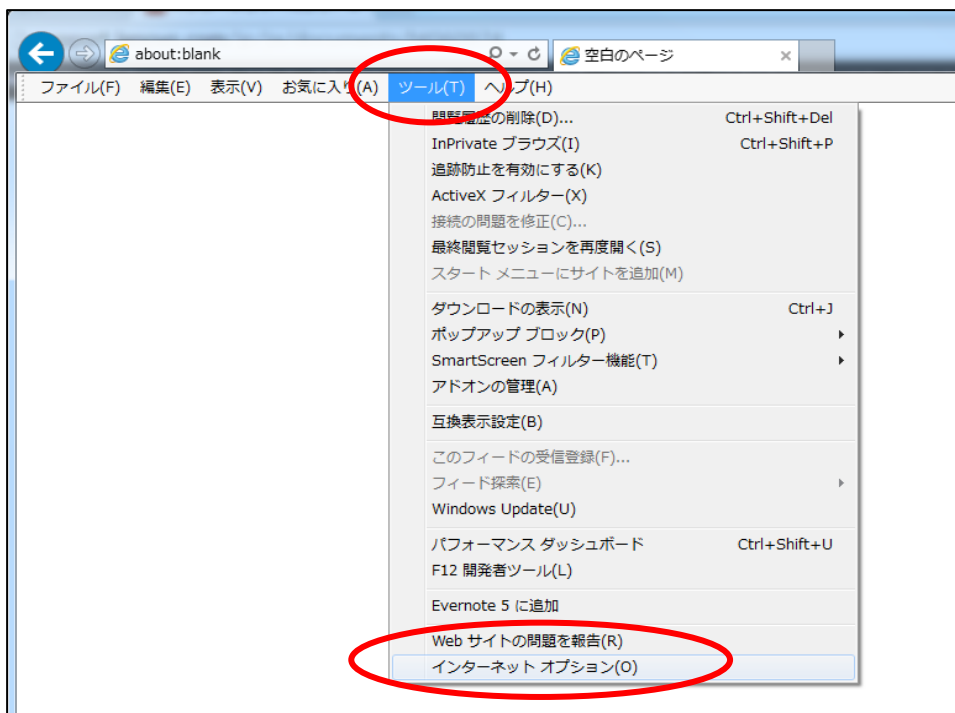 about:blank
空白のページ
ファイル(F) 編集(E) 表示(V) お気に入り(A) ツール(T) ヘルプ(H)
閲覧履歴の削除(D)... Ctrl+Shift+Del
InPrivate ブラウズ(I) Ctrl+Shift+P
追跡防止を有効にする(K)
ActiveX フィルター(X)
接続の問題を修正(C)...
最終閲覧セッションを再度開く(S)
スタート メニューにサイトを追加(M)
ダウンロードの表示(N) Ctrl+J
ポップアップ ブロック(P)
SmartScreen フィルター機能(T)
アドオンの管理(A)
互換表示設定(B)
このフィードの受信登録(F)...
フィード探索(E)
Windows Update(U)
パフォーマンス ダッシュボード Ctrl+Shift+U
F12 開発者ツール(L)
Evernote 5 に追加
Web サイトの問題を報告(R)
インターネット オプション(O)